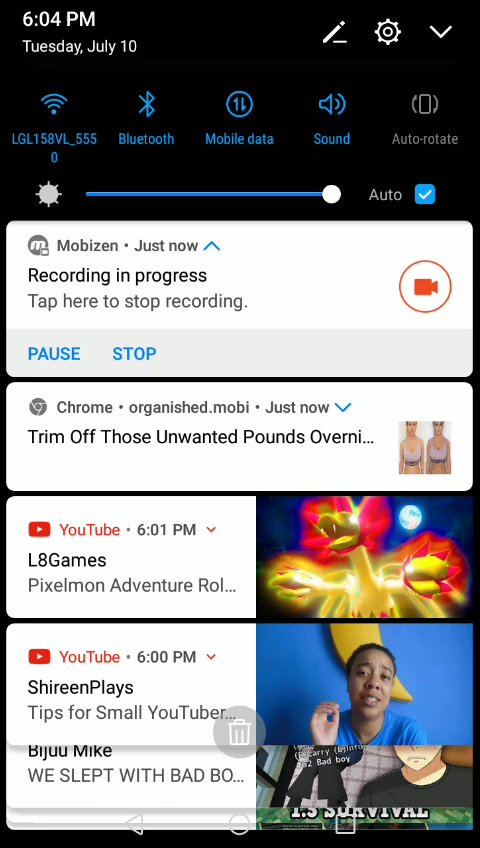 6:04 PM
Tuesday, July 10
LGL158VL_555
0
Bluetooth
Mobile data
Sound
Auto-rotate
Auto
Mobizen • Just now
Recording in progress
Tap here to stop recording.
PAUSE
STOP
Chrome • organished.mobi • Just now
Trim Off Those Unwanted Pounds Overni...
YouTube • 6:01 PM
L8Games
Pixelmon Adventure Rol...
YouTube • 6:00 PM
ShireenPlays
Tips for Small YouTuber...
Bijuu Mike
WE SLEPT WITH BAD BO...
Bad boy
1.5 SURVIVAL